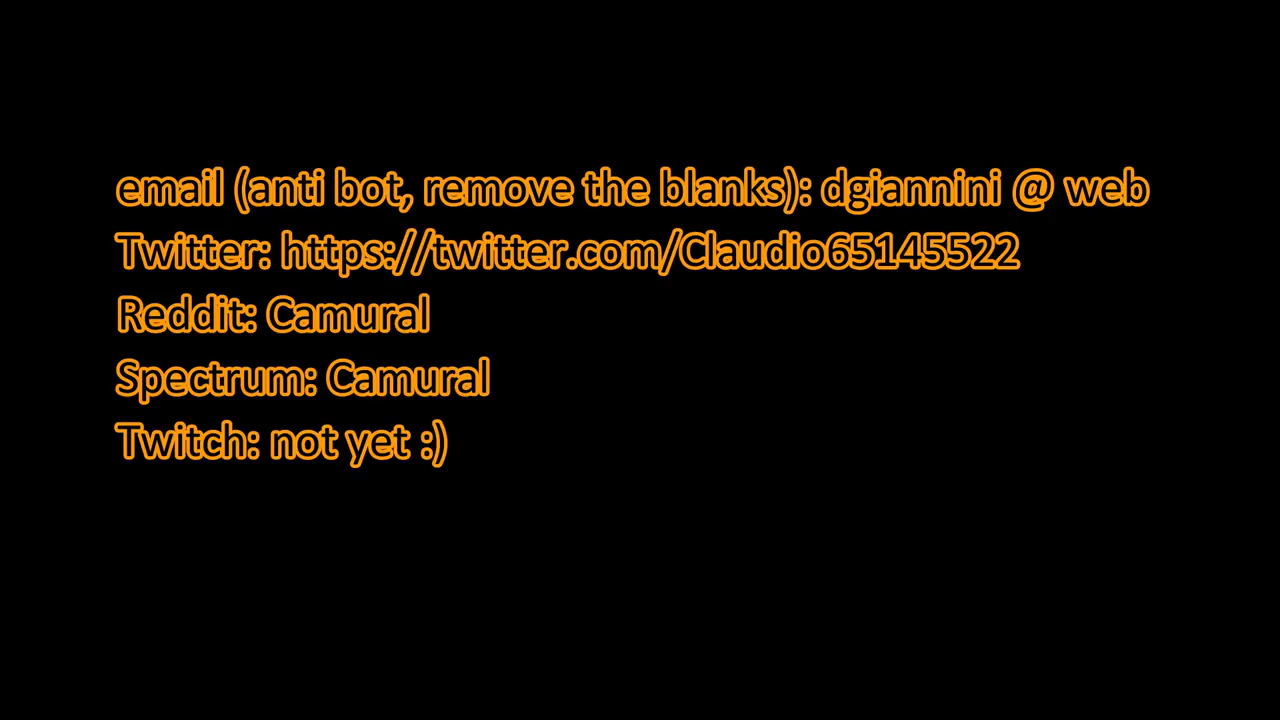 email (anti bot, remove the blanks): dgiannini @ web
Twitter: https://twitter.com/Claudio65145522
Reddit: Camural
Spectrum: Camural
Twitch: not yet :)